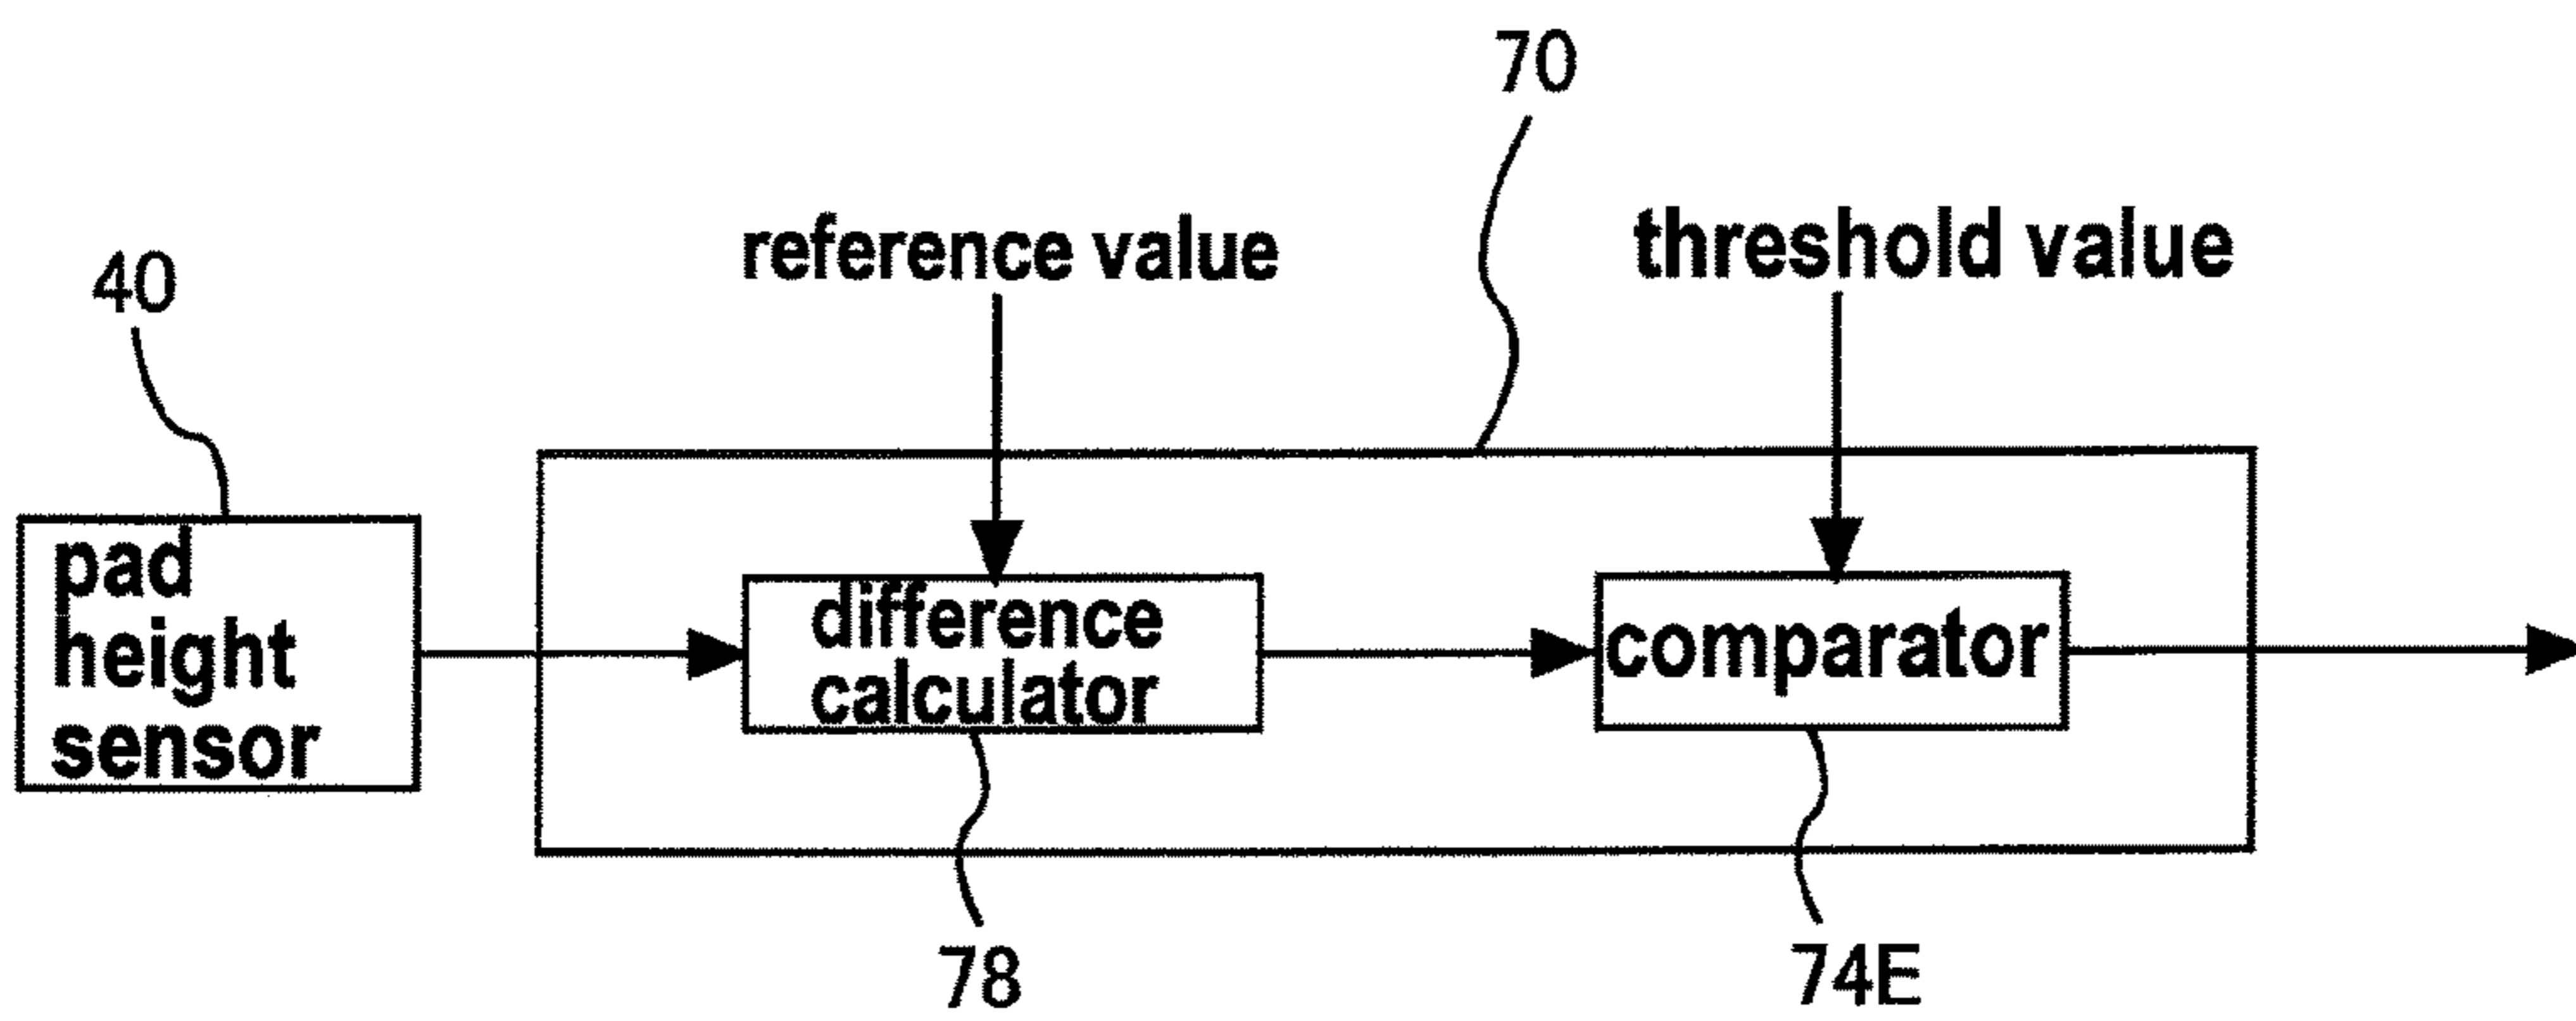 70
reference value
threshold value
40
pad
height
sensor
difference
calculator
comparator
78
74E